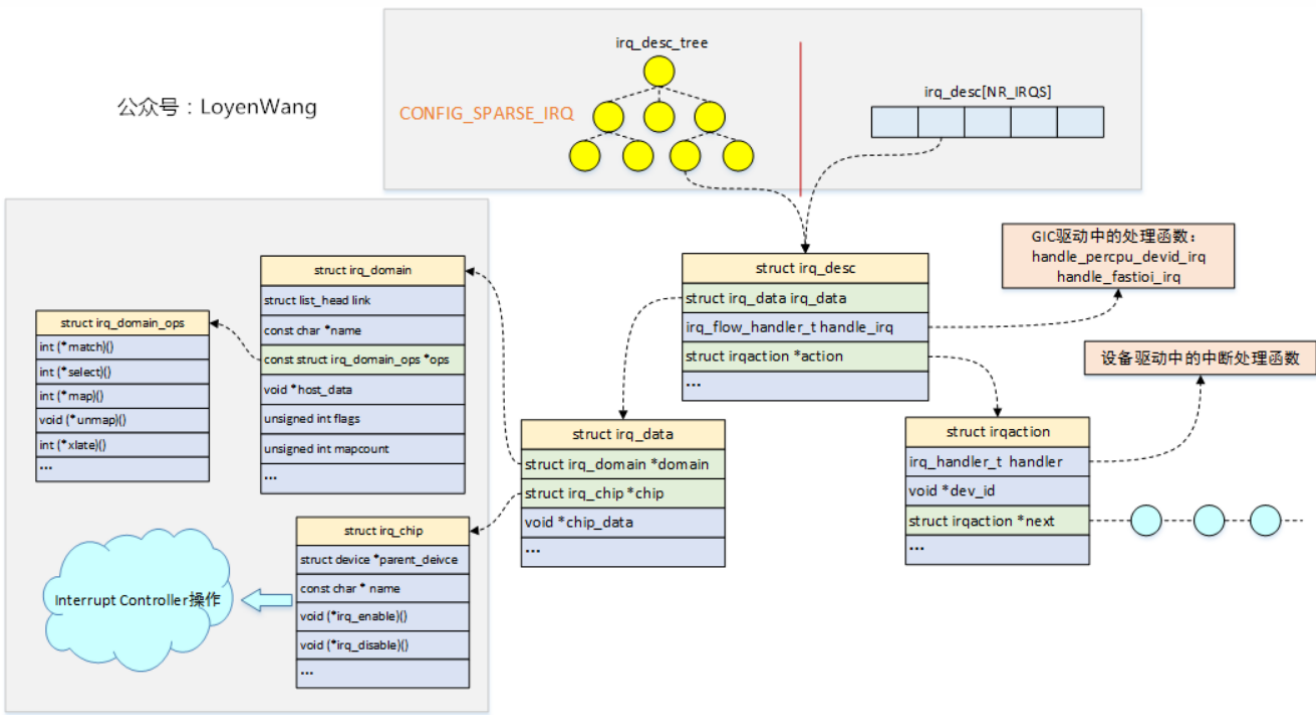 irq_desc_tree
公众号：LoyenWang
CONFIG_SPARSE_IRQ
irq_desc[NR_IRQS]
struct irq_desc
struct irq_data irq_data
irq_flow_handler_t handle_irq
struct irqaction *action
...
GIC驱动中的处理函数：
handle_percpu_devid_irq
handle_fastioi_irq
设备驱动中的中断处理函数
struct irq_domain
struct list_head link
const char *name
const struct irq_domain_ops *ops
void *host_data
unsigned int flags
unsigned int mapcount
...
struct irq_domain_ops
int (*match)()
int (*select)()
int (*map)()
void (*unmap)()
int (*xlate)()
...
struct irq_data
struct irq_domain *domain
struct irq_chip *chip
void *chip_data
...
struct irqaction
irq_handler_t handler
void *dev_id
struct irqaction *next
...
struct irq_chip
struct device *parent_deivce
const char * name
void (*irq_enable)()
void (*irq_disable)()
...
Interrupt Controller操作